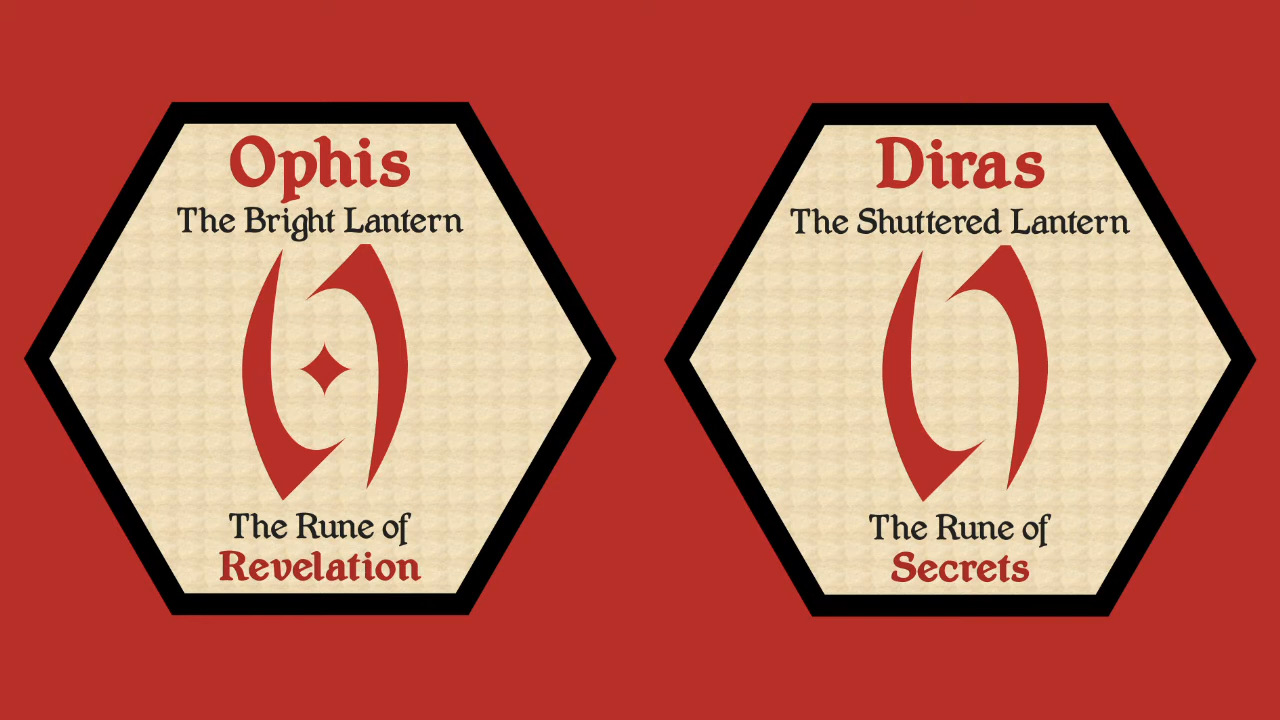 Ophis
The Bright Lantern
The Rune of
Revelation
Diras
The Shuttered Lantern
The Rune of
Secrets